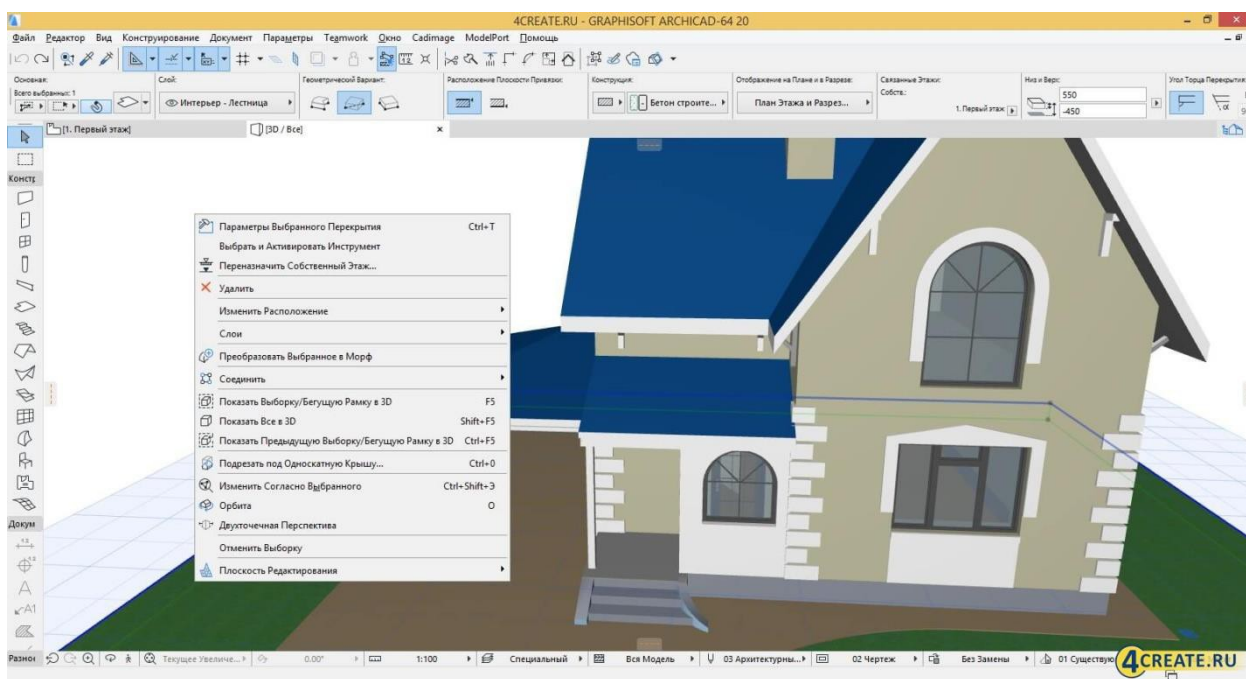 4CREATE.RU - GRAPHISOFT ARCHICAD-64 20
Файл Редактор Вид Конструирование Документ Параметры Teamwork Окно Cadimage ModelPort Помощь
Основная: Слой: Геометрический Вариант: Расположение Плоскости Привязки: Конструкция: Отображение на Плане и в Разрезе: Связанные Этажи: Низ и Верх: Угол Торца Перекрытия:
Всего выбранных: 1
Собств.:
Интерьер - Лестница
Бетон строите...
План Этажа и Разрез...
1. Первый этаж
550
-450
α
[1. Первый этаж]
[3D / Все]
Констр
Параметры Выбранного Перекрытия Ctrl+T
Выбрать и Активировать Инструмент
Переназначить Собственный Этаж...
Удалить
Изменить Расположение
Слои
Преобразовать Выбранное в Морф
Соединить
Показать Выборку/Бегущую Рамку в 3D F5
Показать Все в 3D Shift+F5
Показать Предыдущую Выборку/Бегущую Рамку в 3D Ctrl+F5
Подрезать под Односкатную Крышу... Ctrl+0
Изменить Согласно Выбранного Ctrl+Shift+Э
Орбита O
Двухточечная Перспектива
Отменить Выборку
Плоскость Редактирования
Докум
1.2
A
A1
Разное
Текущее Увеличе...
0.00°
1:100
Специальный
Вся Модель
03 Архитектурны...
02 Чертеж
Без Замены
01 Существую
4CREATE.RU